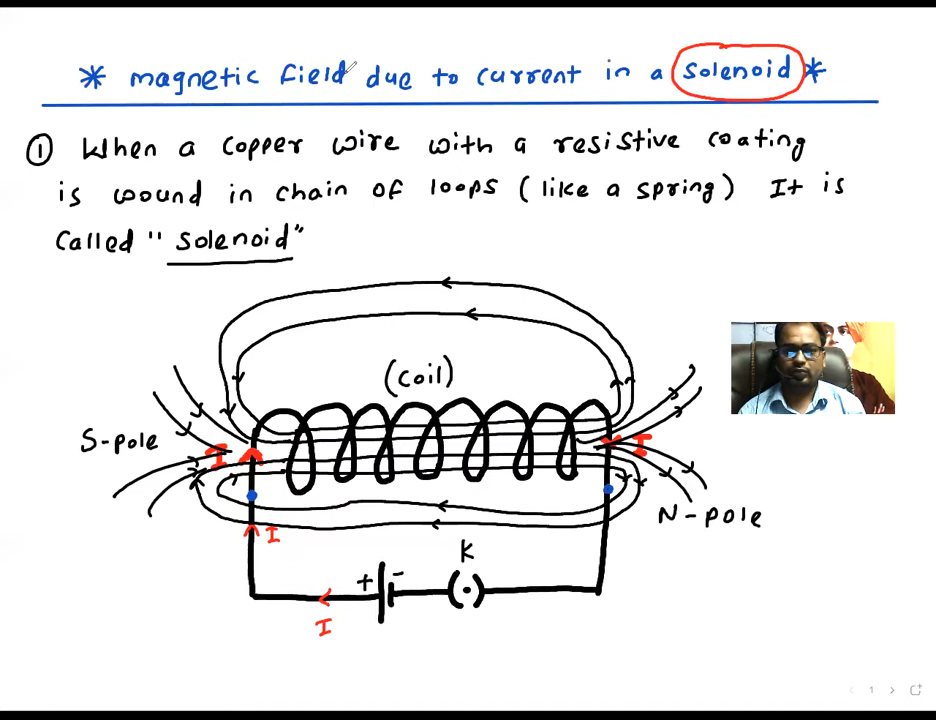 * magnetic field due to current in a solenoid *
① When a copper wire with a resistive coating
is wound in chain of loops (like a spring) It is
called "solenoid"
(coil)
S-pole
I
I
N-pole
I
K
+
-
I
1